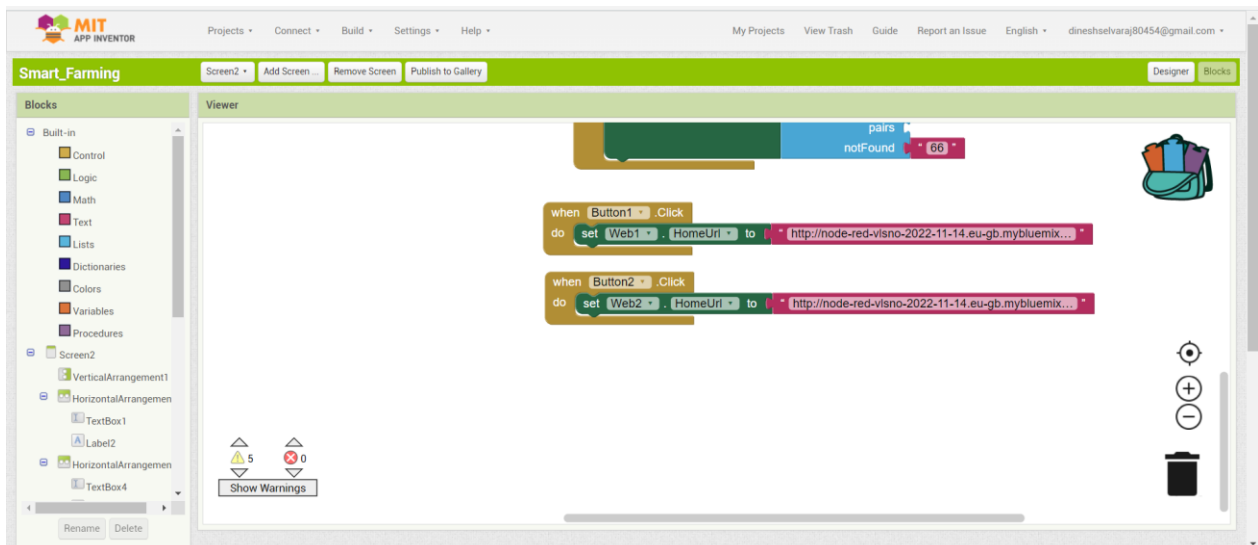 MIT
APP INVENTOR
Projects Connect Build Settings Help My Projects View Trash Guide Report an Issue English dineshselvaraj80454@gmail.com
Smart_Farming Screen2 Add Screen ... Remove Screen Publish to Gallery Designer Blocks
Blocks
Viewer
Built-in
Control
Logic
Math
Text
Lists
Dictionaries
Colors
Variables
Procedures
Screen2
VerticalArrangement1
HorizontalArrangemen
TextBox1
Label2
HorizontalArrangemen
TextBox4
Rename Delete
pairs
notFound " 66 "
when Button1 .Click
do set Web1 . HomeUrl to " http://node-red-vlsno-2022-11-14.eu-gb.mybluemix... "
when Button2 .Click
do set Web2 . HomeUrl to " http://node-red-vlsno-2022-11-14.eu-gb.mybluemix... "
5 0
Show Warnings